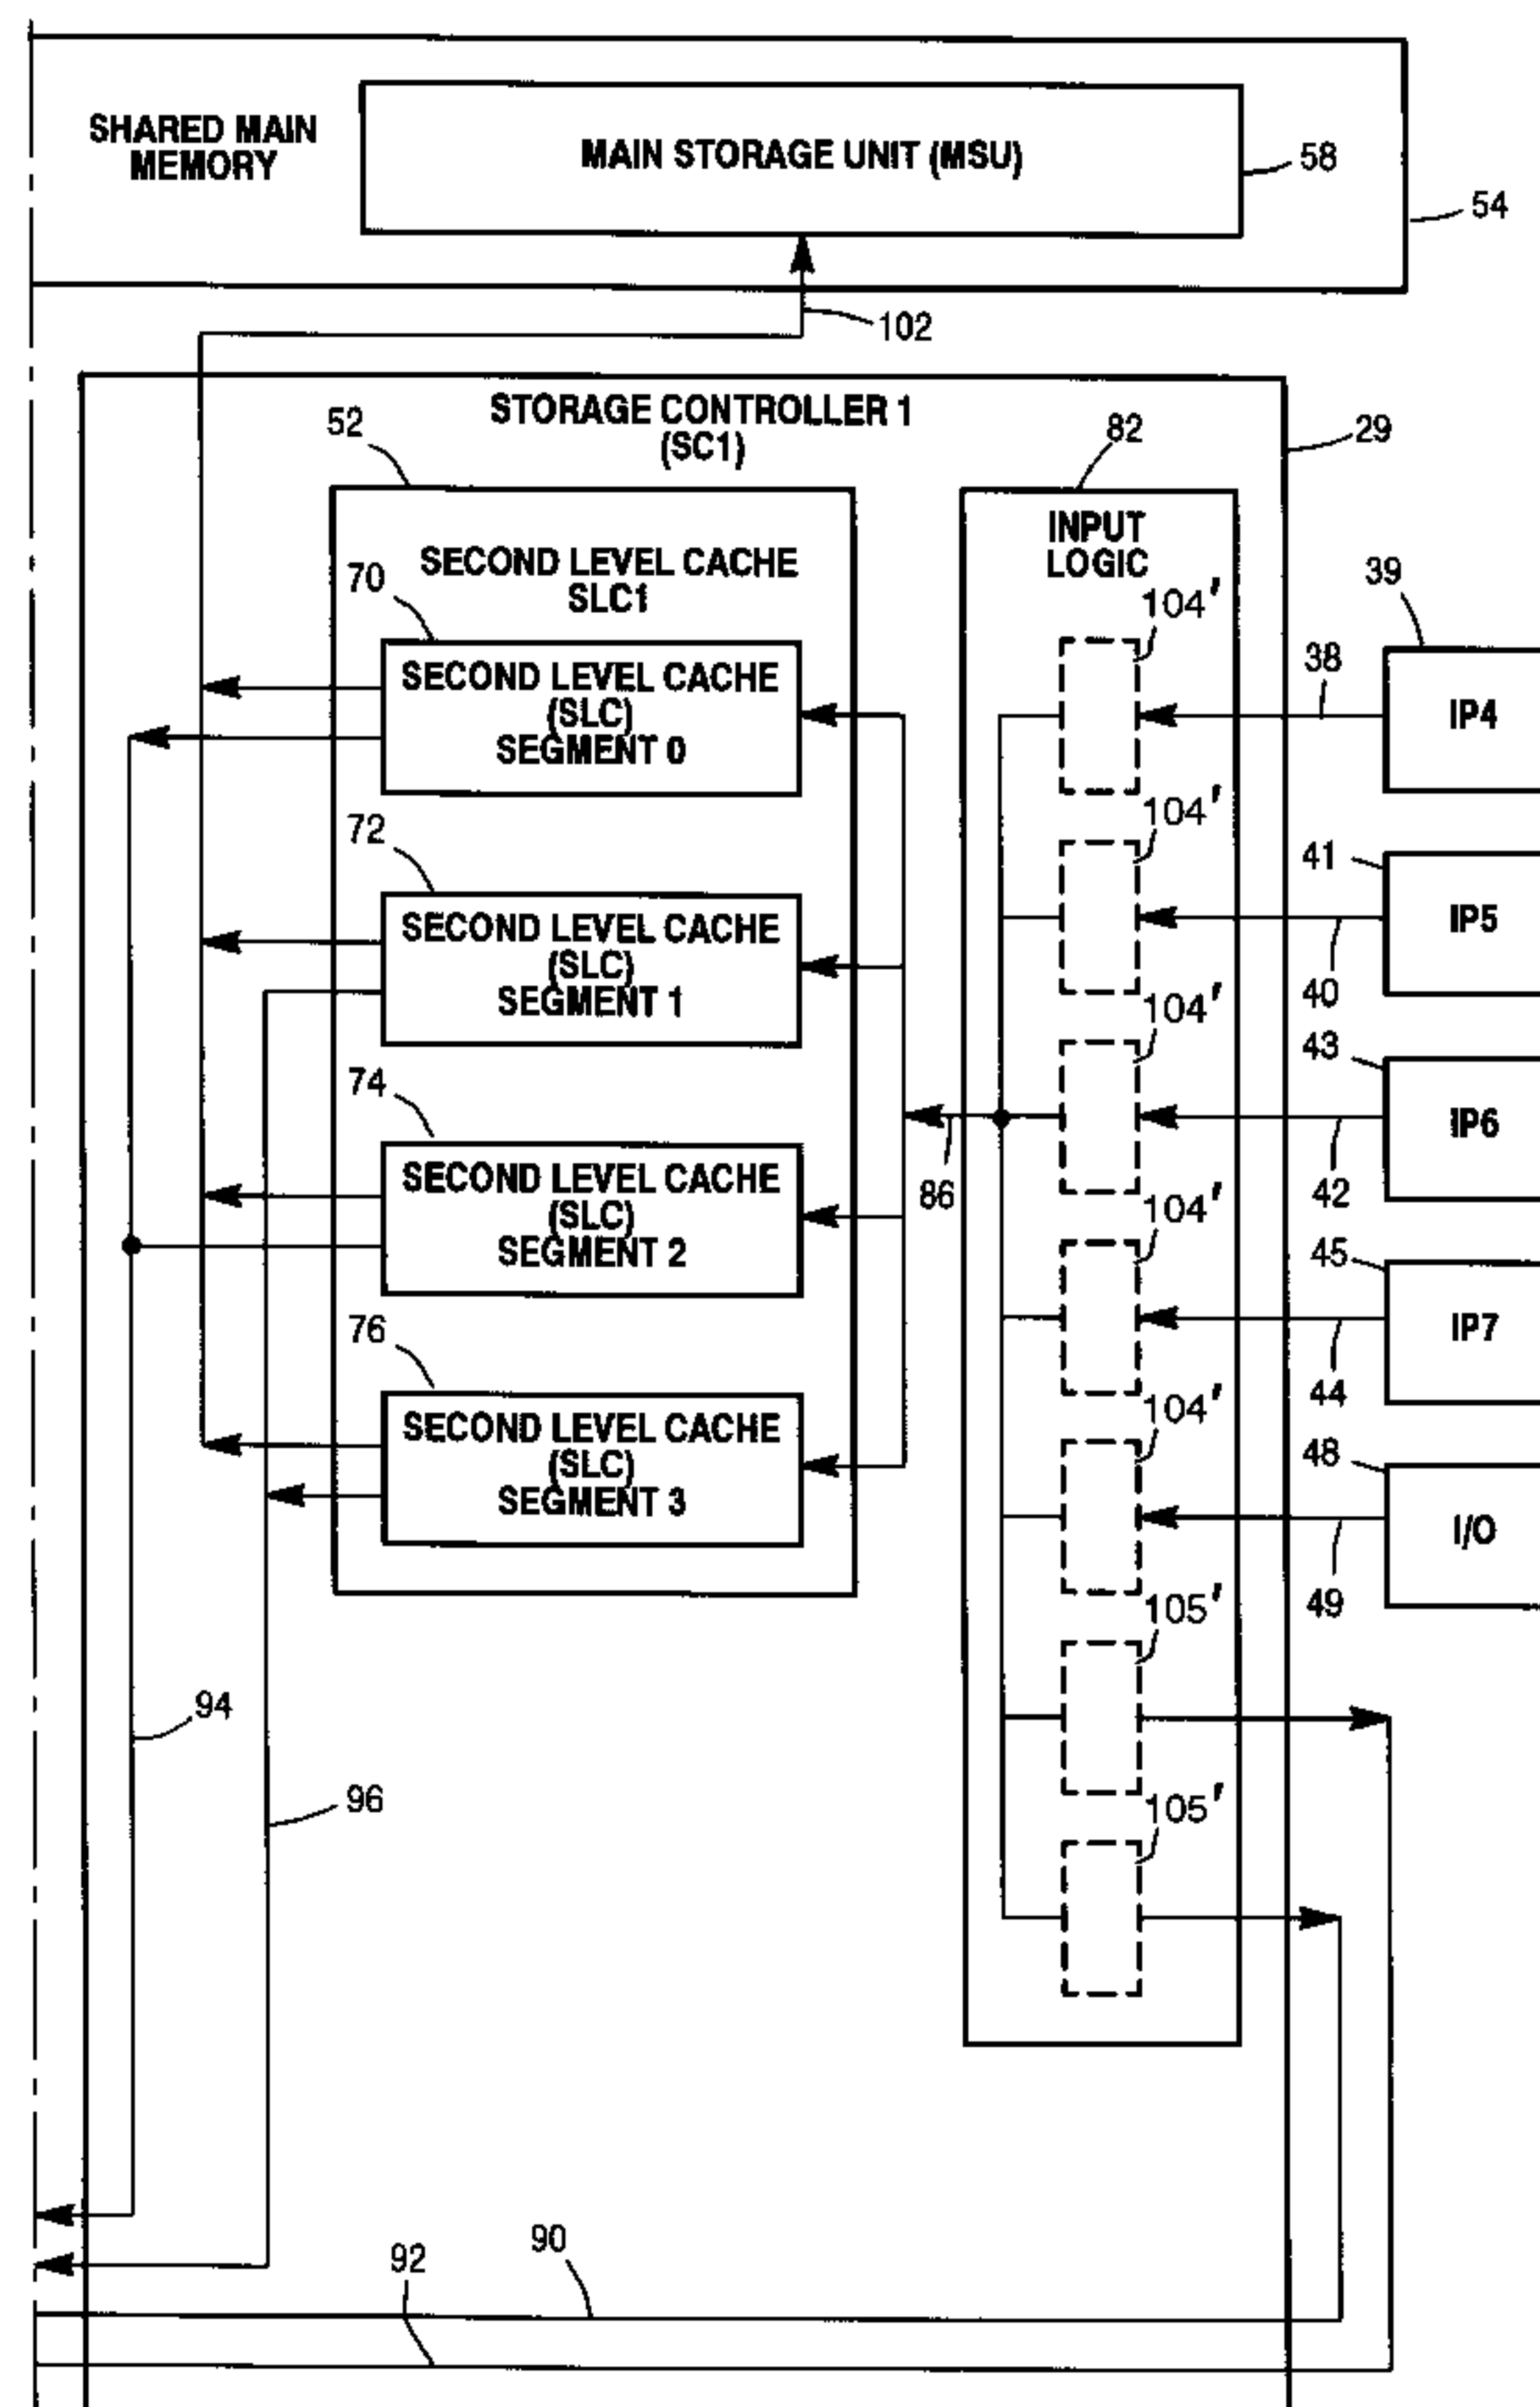 SHARED MAIN
MEMORY
MAIN STORAGE UNIT (MSU)
58
54
102
STORAGE CONTROLLER 1
(SC1)
52
82
29
INPUT
LOGIC
SECOND LEVEL CACHE
SLC1
70
39
104'
SECOND LEVEL CACHE
(SLC)
SEGMENT 0
38
IP4
104'
72
41
SECOND LEVEL CACHE
(SLC)
SEGMENT 1
IP5
40
104'
43
74
SECOND LEVEL CACHE
(SLC)
SEGMENT 2
86
IP6
42
104'
45
76
IP7
44
104'
SECOND LEVEL CACHE
(SLC)
SEGMENT 3
48
I/O
49
105'
94
96
105'
90
92